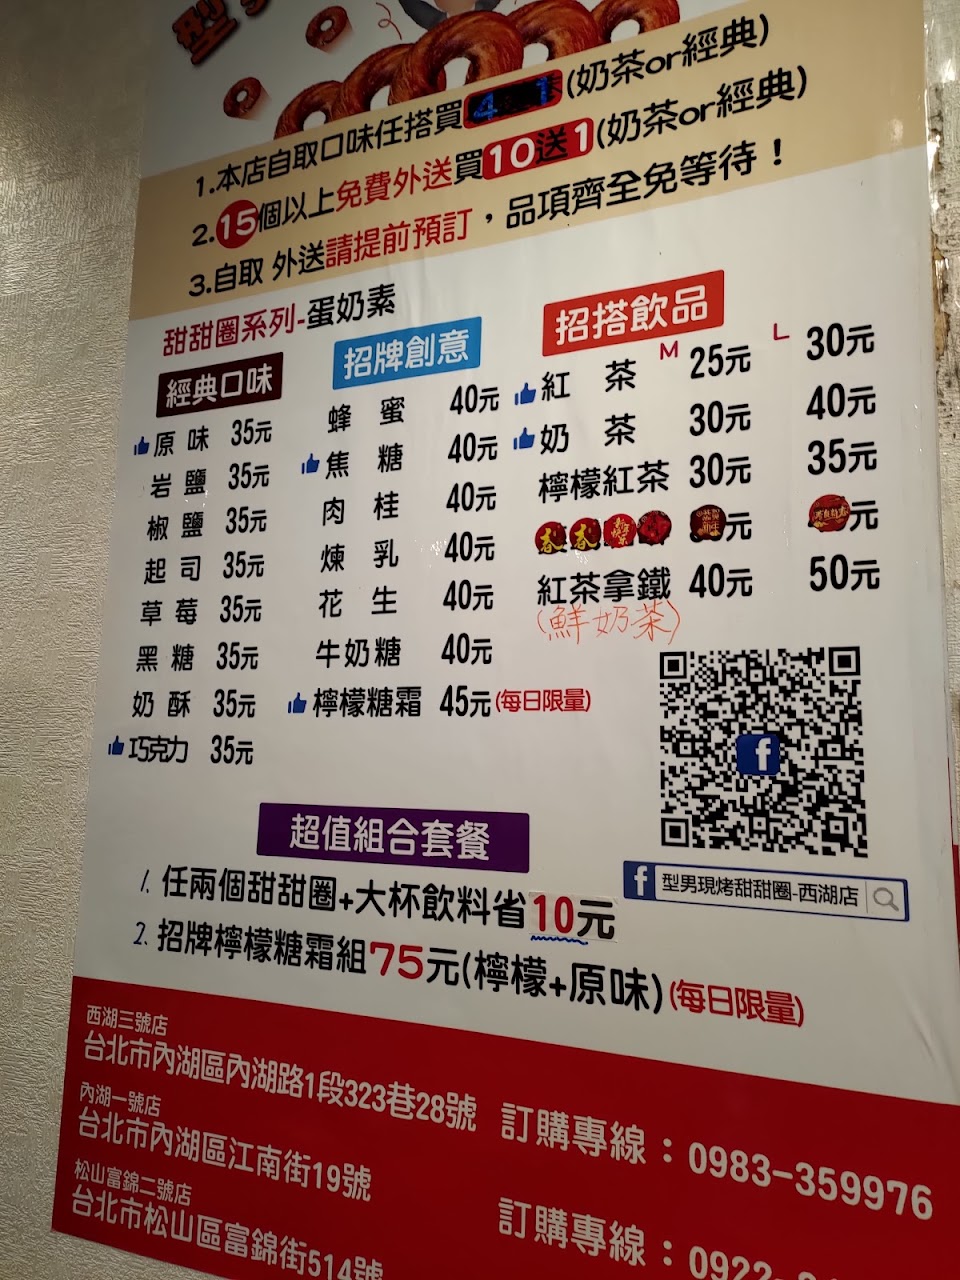 型
1.本店自取口味任搭買4送1(奶茶or經典)
2.15個以上免費外送買10送1(奶茶or經典)
3.自取 外送請提前預訂，品項齊全免等待！
甜甜圈系列-蛋奶素
經典口味
原味 35元
岩鹽 35元
椒鹽 35元
起司 35元
草莓 35元
黑糖 35元
奶酥 35元
巧克力 35元
招牌創意
蜂蜜 40元
焦糖 40元
肉桂 40元
煉乳 40元
花生 40元
牛奶糖 40元
檸檬糖霜 45元(每日限量)
招搭飲品
M L
紅茶 25元 30元
奶茶 30元 40元
檸檬紅茶 30元 35元
春 春 元 元
紅茶拿鐵 40元 50元
(鮮奶茶)
f
f 型男現烤甜甜圈-西湖店
超值組合套餐
1. 任兩個甜甜圈+大杯飲料省10元
2. 招牌檸檬糖霜組75元(檸檬+原味)(每日限量)
西湖三號店
台北市內湖區內湖路1段323巷28號 訂購專線：0983-359976
內湖一號店
台北市內湖區江南街19號
松山富錦二號店
台北市松山區富錦街514號 訂購專線：0922-